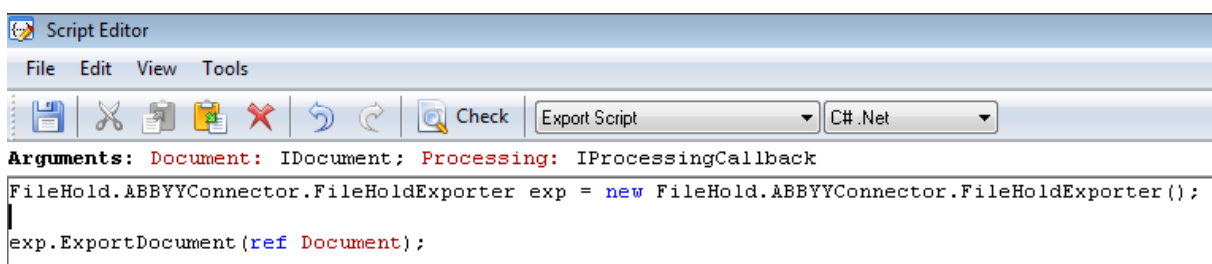 Script Editor
File Edit View Tools
Check Export Script C# .Net
Arguments: Document: IDocument; Processing: IProcessingCallback
FileHold.ABBYYConnector.FileHoldExporter exp = new FileHold.ABBYYConnector.FileHoldExporter();
exp.ExportDocument(ref Document);